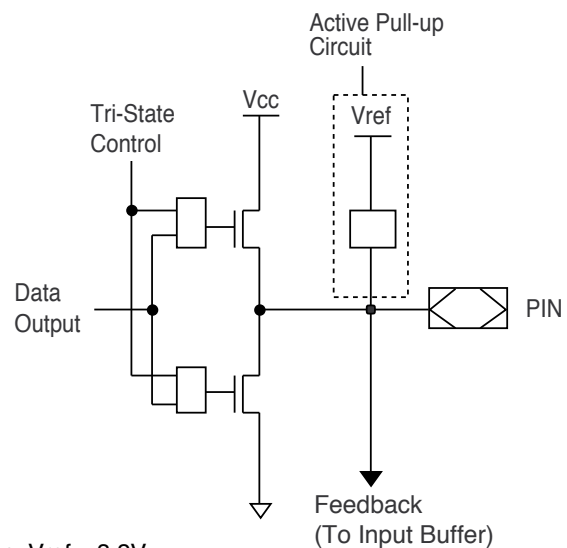 Active Pull-up
Circuit
Vcc
Vref
Tri-State
Control
Data
Output
PIN
Feedback
(To Input Buffer)